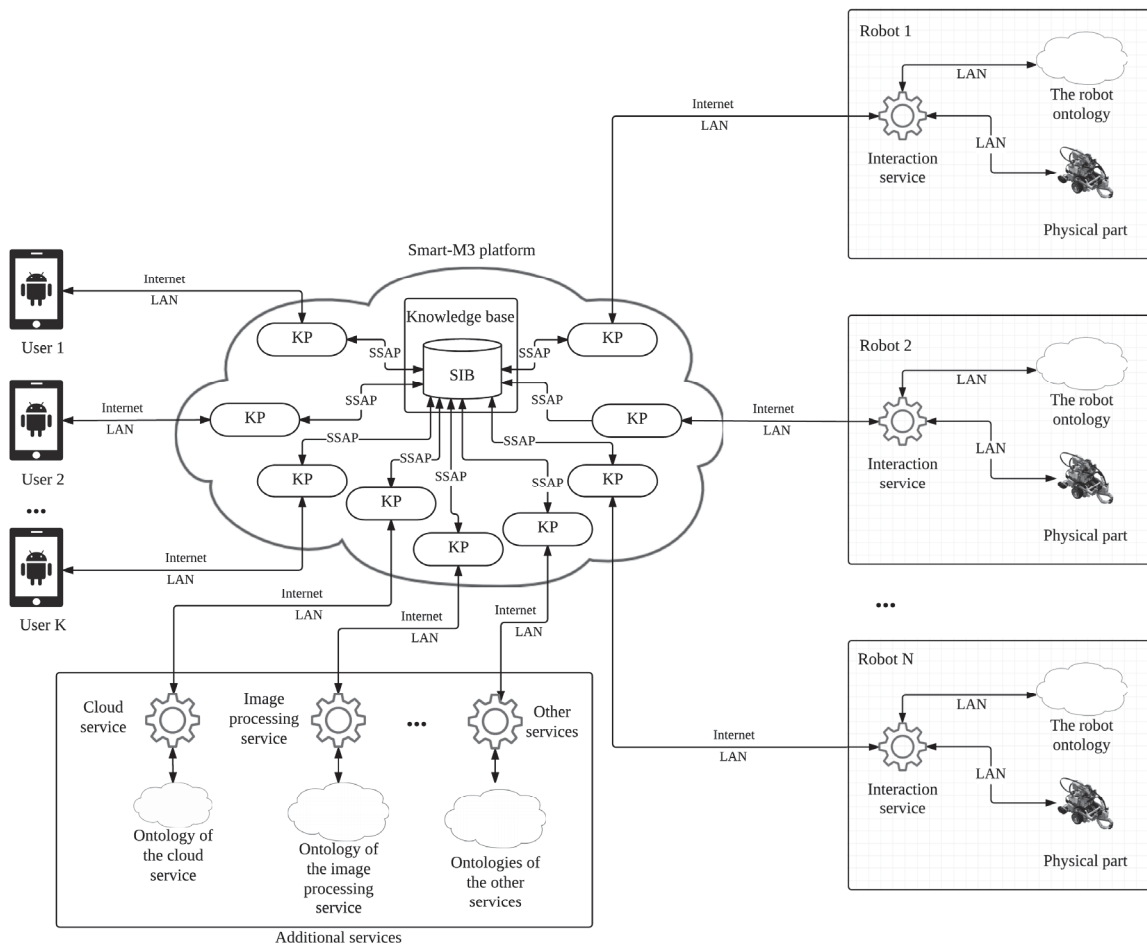 Robot 1
LAN
The robot
ontology
Interaction
service
LAN
Physical part
Internet
LAN
Smart-M3 platform
Internet
LAN
User 1
KP
Knowledge base
SIB
SSAP
SSAP
KP
Robot 2
LAN
The robot
ontology
Interaction
service
LAN
Physical part
Internet
LAN
User 2
...
Internet
LAN
KP
SSAP
SSAP
KP
SSAP
KP
SSAP
KP
SSAP
KP
SSAP
KP
SSAP
KP
Internet
LAN
User K
Internet
LAN
Internet
LAN
Internet
LAN
...
Robot N
LAN
The robot
ontology
Interaction
service
LAN
Physical part
Internet
LAN
Cloud
service
Image
processing
service
...
Other
services
Ontology of
the cloud
service
Ontology of
the image
processing
service
Ontologies of
the other
services
Additional services